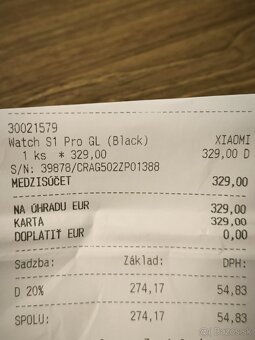 30021579
Watch S1 Pro GL (Black) XIAOMI
1 ks * 329,00 329,00 D
S/N: 39878/CRAG502ZP01388
MEDZISÚČET 329,00
NA ÚHRADU EUR 329,00
KARTA 329,00
DOPLATIŤ EUR 0,00
Sadzba: Základ: DPH:
D 20% 274,17 54,83
SPOLU: 274,17 54,83